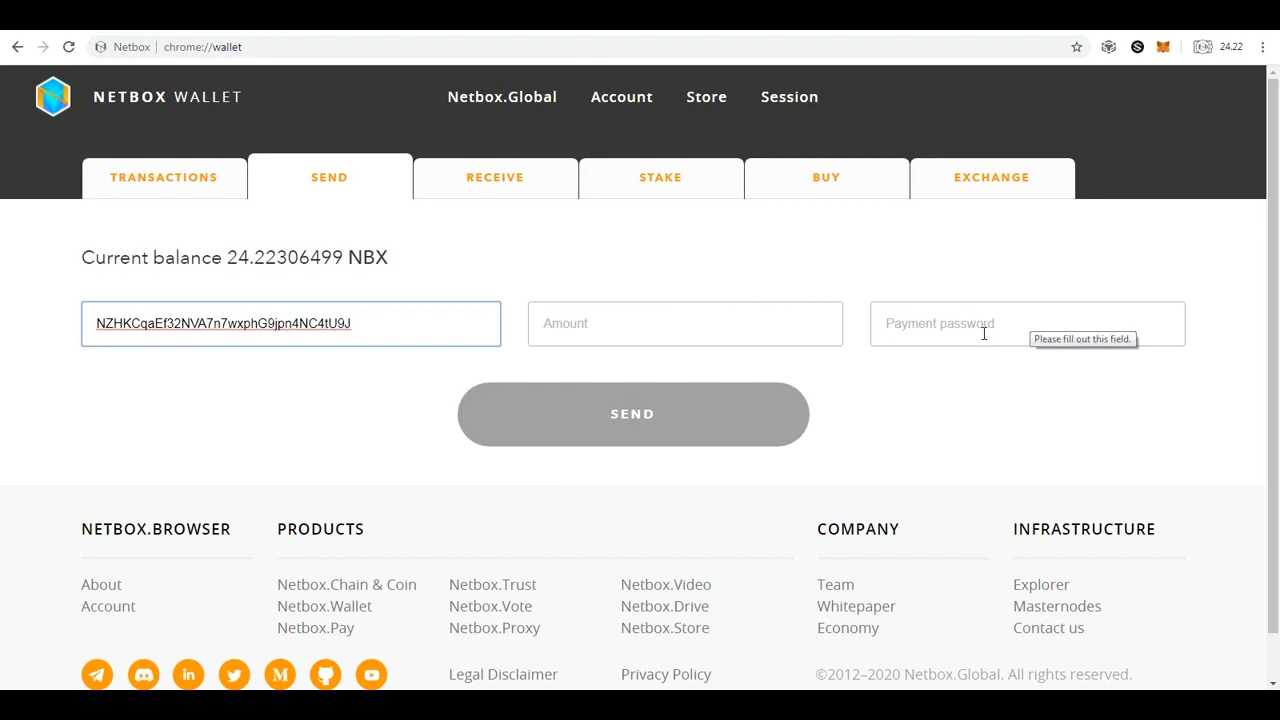 Netbox chrome://wallet 24.22
NETBOX WALLET Netbox.Global Account Store Session
TRANSACTIONS SEND RECEIVE STAKE BUY EXCHANGE
Current balance 24.22306499 NBX
NZHKCqaEf32NVA7n7wxphG9jpn4NC4tU9J Amount Payment password
Please fill out this field.
SEND
NETBOX.BROWSER PRODUCTS COMPANY INFRASTRUCTURE
About Netbox.Chain & Coin Netbox.Trust Netbox.Video Team Explorer
Account Netbox.Wallet Netbox.Vote Netbox.Drive Whitepaper Masternodes
Netbox.Pay Netbox.Proxy Netbox.Store Economy Contact us
Legal Disclaimer Privacy Policy ©2012–2020 Netbox.Global. All rights reserved.